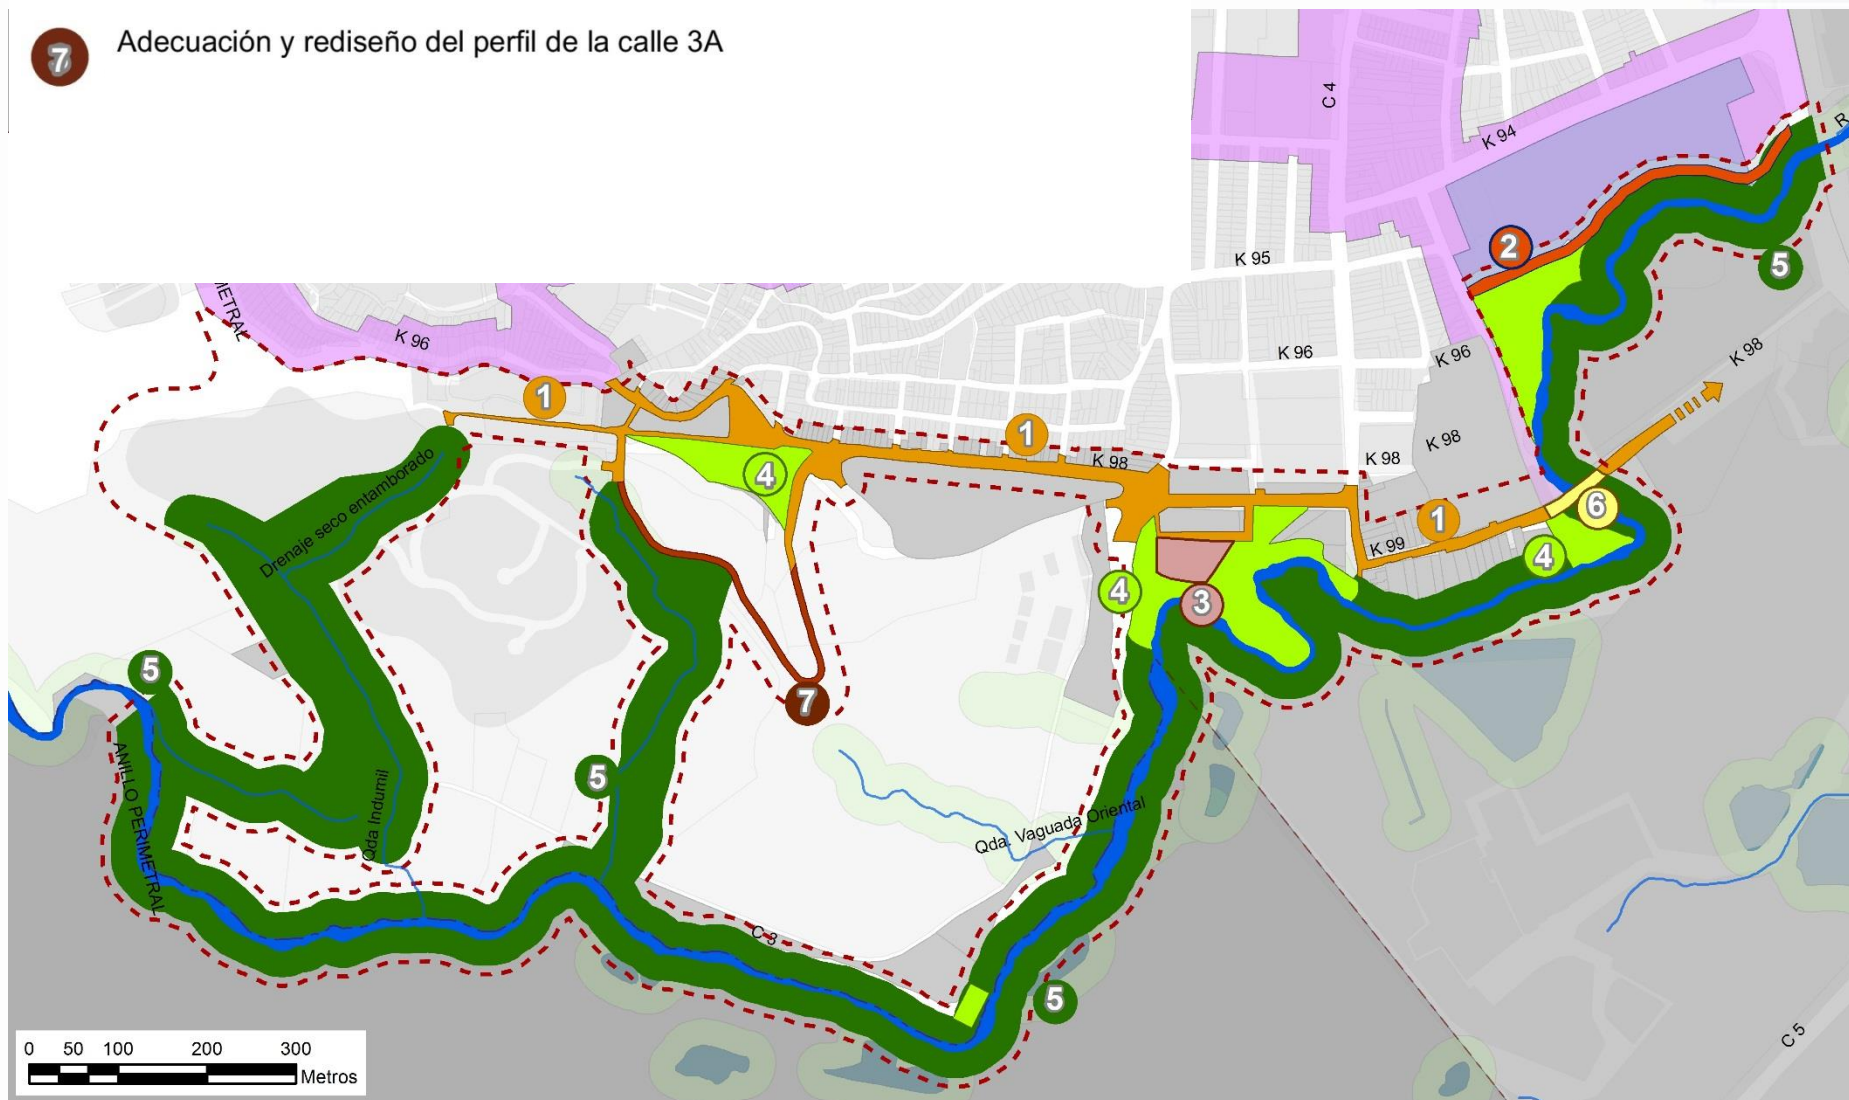 7 Adecuación y rediseño del perfil de la calle 3A
C 4
K 94
R
2
K 95
5
METRAL
K 96
K 96
K 96
K 98
1
1
K 98
K 98
K 98
4
6
1
Drenaje seco entamborado
K 99
4
4
3
5
7
5
ANILLO PERIMETRAL
Qda Indumil
Qda. Vaguada Oriental
C 3
5
C 5
0 50 100 200 300
Metros